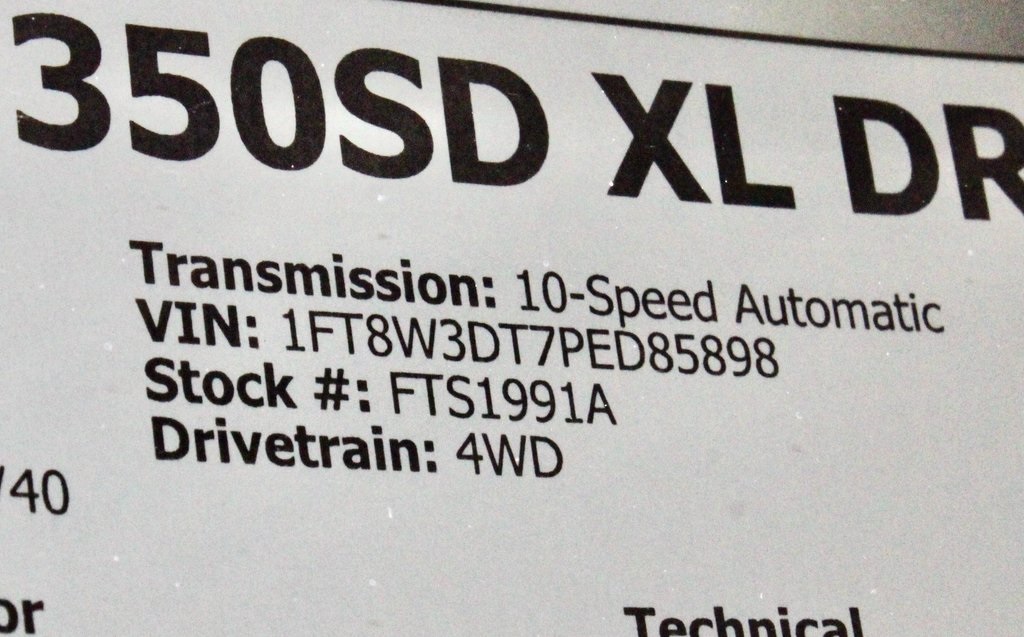 350SD XL DR
Transmission: 10-Speed Automatic
VIN: 1FT8W3DT7PED85898
Stock #: FTS1991A
Drivetrain: 4WD
/40
or
Technical